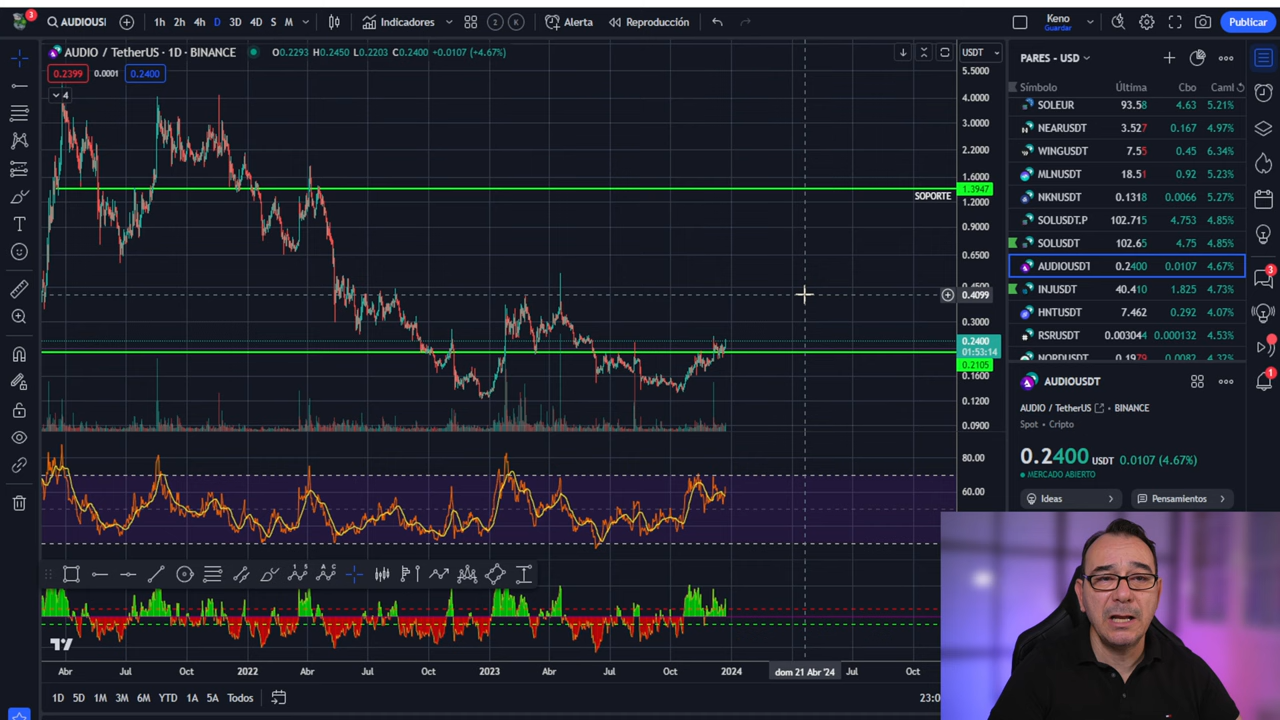 3
AUDIOUSI
1h 2h 4h D 3D 4D S M
Indicadores
2 K
Alerta
Reproducción
Keno
Guardar
Publicar
AUDIO / TetherUS · 1D · BINANCE
O0.2293 H0.2450 L0.2203 C0.2400 +0.0107 (+4.67%)
USDT
0.2399 0.0001 0.2400
4
5.5000
4.0000
3.0000
2.2000
1.6000
1.3947
SOPORTE
1.2000
0.9000
0.6500
0.4099
0.3000
0.2400
01:53:14
0.2105
0.1600
0.1200
0.0900
80.00
60.00
Abr Jul Oct 2022 Abr Jul Oct 2023 Abr Jul Oct 2024 dom 21 Abr '24 Jul Oct
1D 5D 1M 3M 6M YTD 1A 5A Todos
23:0
PARES - USD
Símbolo Última Cbo Caml
SOLEUR 93.58 4.63 5.21%
NEARUSDT 3.527 0.167 4.97%
WINGUSDT 7.55 0.45 6.34%
MLNUSDT 18.51 0.92 5.23%
NKNUSDT 0.1318 0.0066 5.27%
SOLUSDT.P 102.715 4.753 4.85%
SOLUSDT 102.65 4.75 4.85%
AUDIOUSDT 0.2400 0.0107 4.67%
INJUSDT 40.410 1.825 4.73%
HNTUSDT 7.462 0.292 4.07%
RSRUSDT 0.003044 0.000132 4.53%
NORDUSDT 0.1979 0.0082 4.32%
AUDIOUSDT
AUDIO / TetherUS BINANCE
Spot • Cripto
0.2400 USDT 0.0107 (4.67%)
MERCADO ABIERTO
Ideas
Pensamientos
3
1